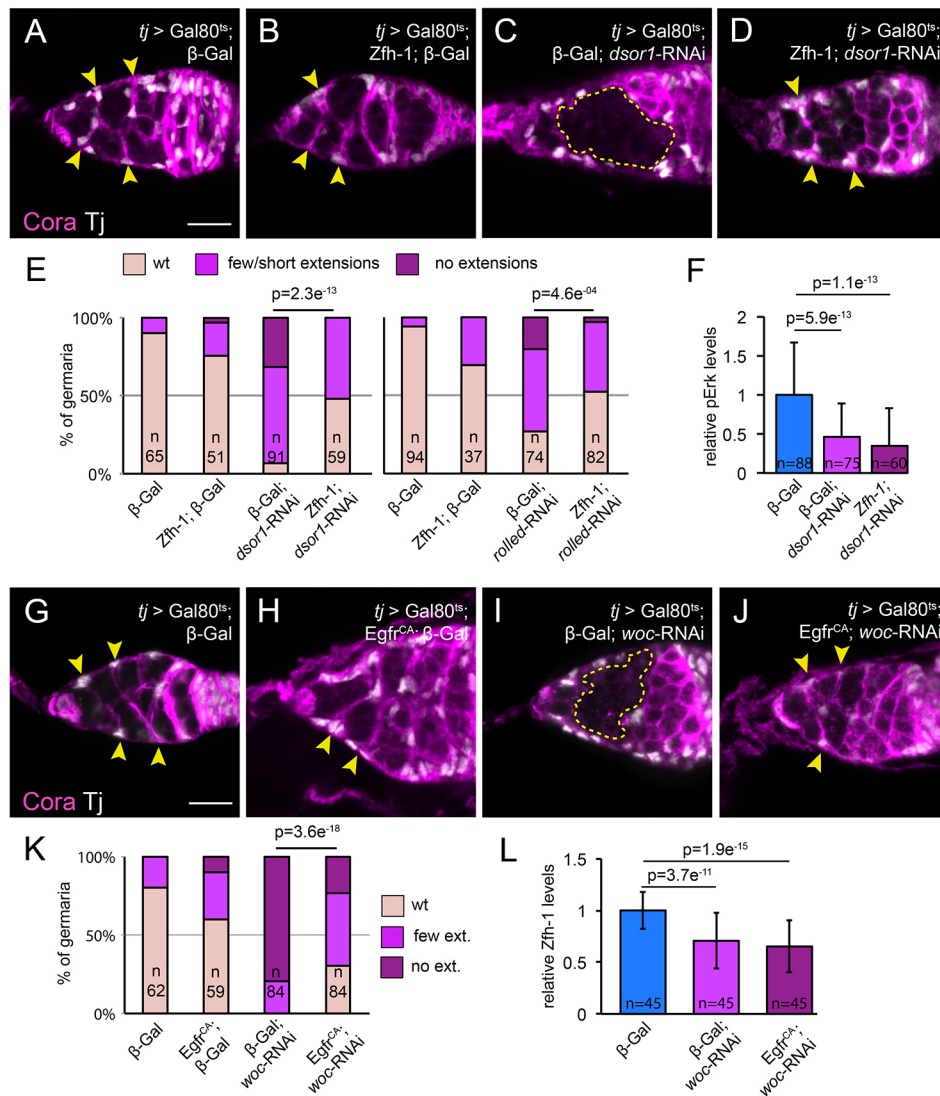 A
tj > Gal80ts;
β-Gal
Cora Tj
B
tj > Gal80ts;
Zfh-1; β-Gal
C
tj > Gal80ts;
β-Gal; dsor1-RNAi
D
tj > Gal80ts;
Zfh-1; dsor1-RNAi
E
wt
few/short extensions
no extensions
p=2.3e-13
p=4.6e-04
% of germaria
100%
50%
0%
n
65
n
51
n
91
n
59
n
94
n
37
n
74
n
82
β-Gal
Zfh-1; β-Gal
β-Gal;
dsor1-RNAi
Zfh-1;
dsor1-RNAi
β-Gal
Zfh-1; β-Gal
β-Gal;
rolled-RNAi
Zfh-1;
rolled-RNAi
F
p=1.1e-13
p=5.9e-13
relative pErk levels
2
1.5
1
0.5
0
n=88
n=75
n=60
β-Gal
β-Gal;
dsor1-RNAi
Zfh-1;
dsor1-RNAi
G
tj > Gal80ts;
β-Gal
Cora Tj
H
tj > Gal80ts;
EgfrCA; β-Gal
I
tj > Gal80ts;
β-Gal; woc-RNAi
J
tj > Gal80ts;
EgfrCA; woc-RNAi
K
p=3.6e-18
% of germaria
100%
50%
0%
n
62
n
59
n
84
n
84
wt
few ext.
no ext.
β-Gal
EgfrCA;
β-Gal
β-Gal;
woc-RNAi
EgfrCA;
woc-RNAi
L
p=1.9e-15
p=3.7e-11
relative Zfh-1 levels
1.5
1
0.5
0
n=45
n=45
n=45
β-Gal
β-Gal;
woc-RNAi
EgfrCA;
woc-RNAi